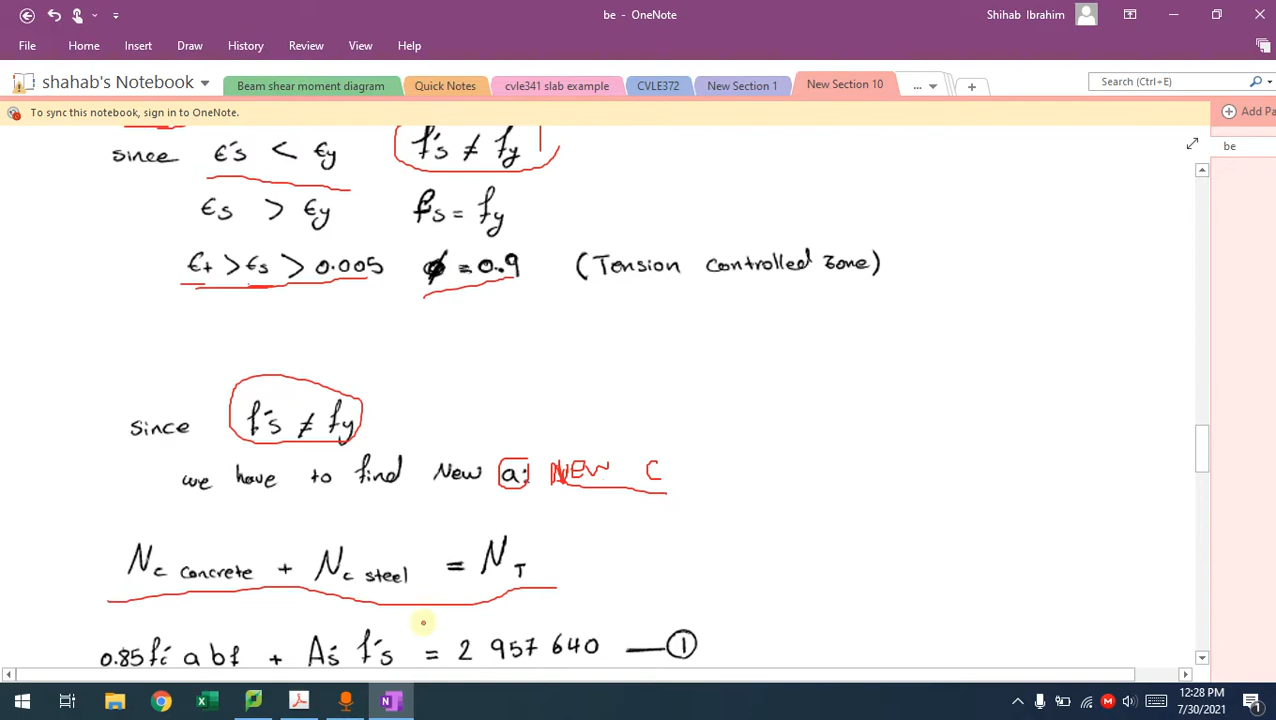 be - OneNote
Shihab Ibrahim
File Home Insert Draw History Review View Help
shahab's Notebook
Beam shear moment diagram
Quick Notes
cvle341 slab example
CVLE372
New Section 1
New Section 10
...
Search (Ctrl+E)
To sync this notebook, sign in to OneNote.
Add Pa
be
since ϵ's < ϵy f's ≠ fy
ϵs > ϵy fs = fy
ϵt > ϵs > 0.005 ϕ = 0.9 (Tension controlled zone)
since f's ≠ fy
we have to find New a: NEW C
Nc concrete + Nc steel = NT
0.85fc' a bf + A's f's = 2 957 640 — ①
12:28 PM
7/30/2021